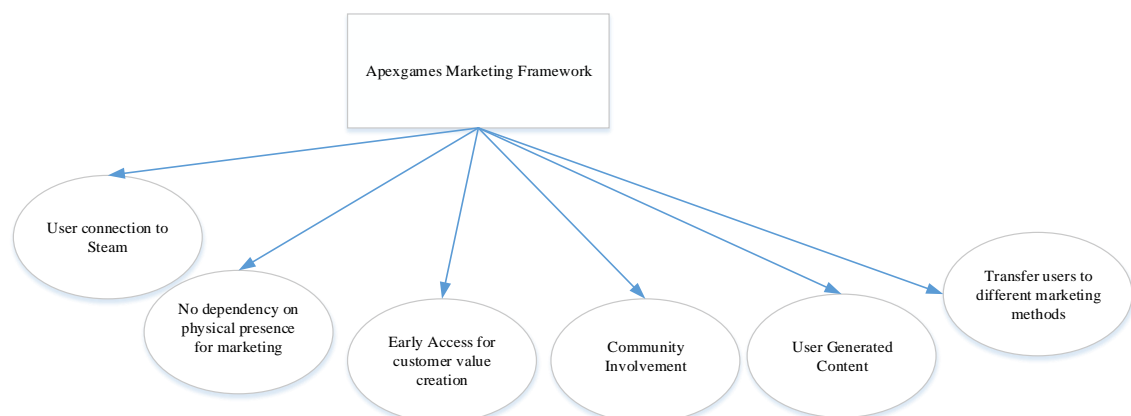 Apexgames Marketing Framework
User connection to
Steam
No dependency on
physical presence
for marketing
Early Access for
customer value
creation
Community
Involvement
User Generated
Content
Transfer users to
different marketing
methods